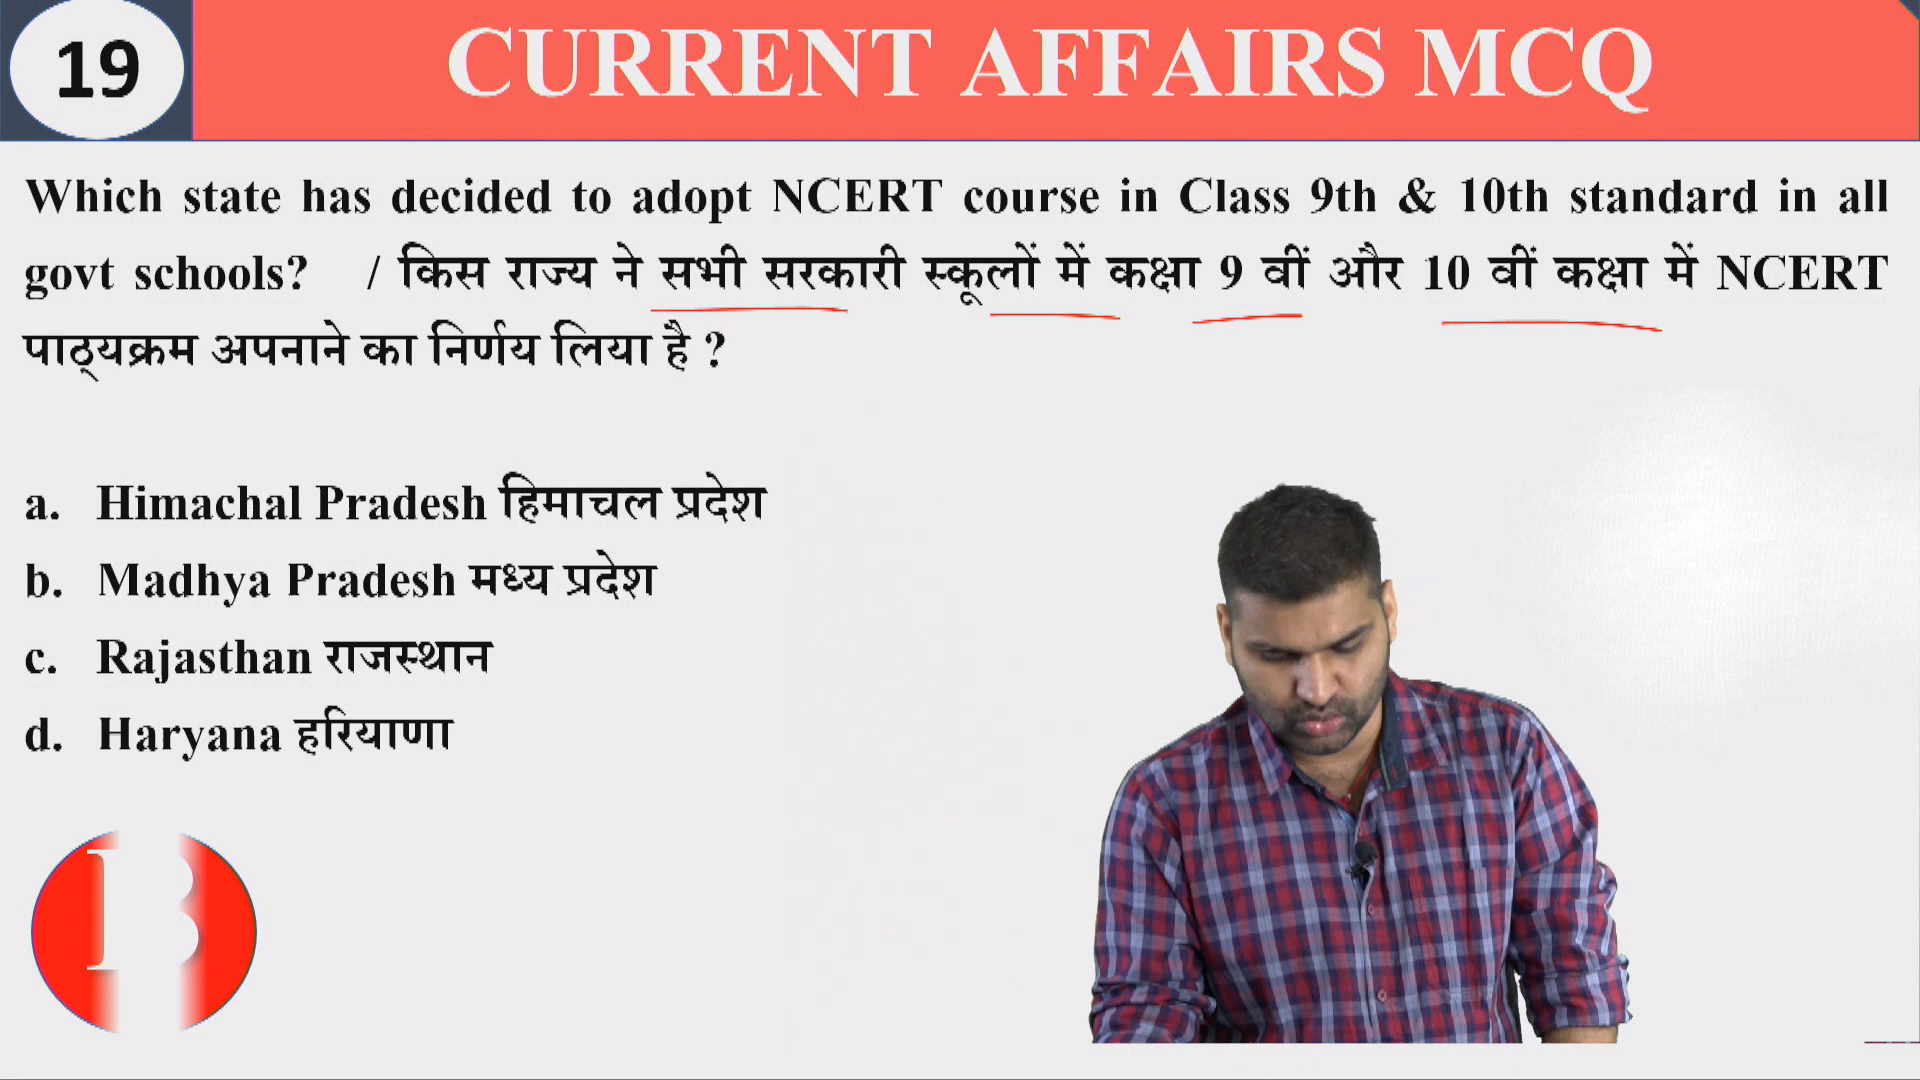 19
CURRENT AFFAIRS MCQ
Which state has decided to adopt NCERT course in Class 9th & 10th standard in all
govt schools? / किस राज्य ने सभी सरकारी स्कूलों में कक्षा 9 वीं और 10 वीं कक्षा में NCERT
पाठ्यक्रम अपनाने का निर्णय लिया है ?
a. Himachal Pradesh हिमाचल प्रदेश
b. Madhya Pradesh मध्य प्रदेश
c. Rajasthan राजस्थान
d. Haryana हरियाणा
B